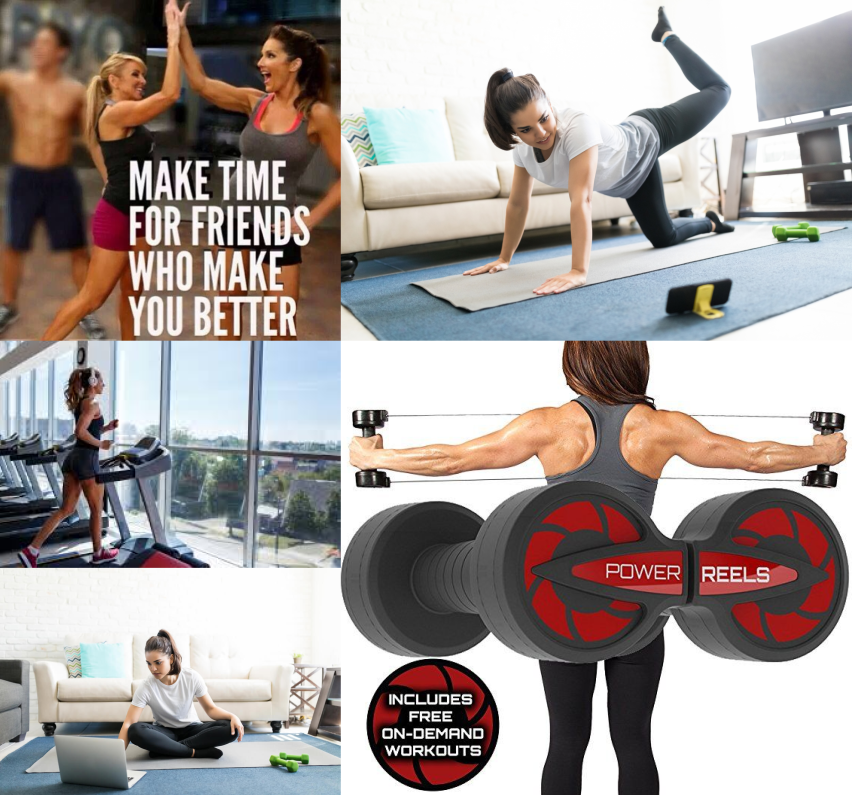 MAKE TIME
FOR FRIENDS
WHO MAKE
YOU BETTER
POWER REELS
INCLUDES
FREE
ON-DEMAND
WORKOUTS